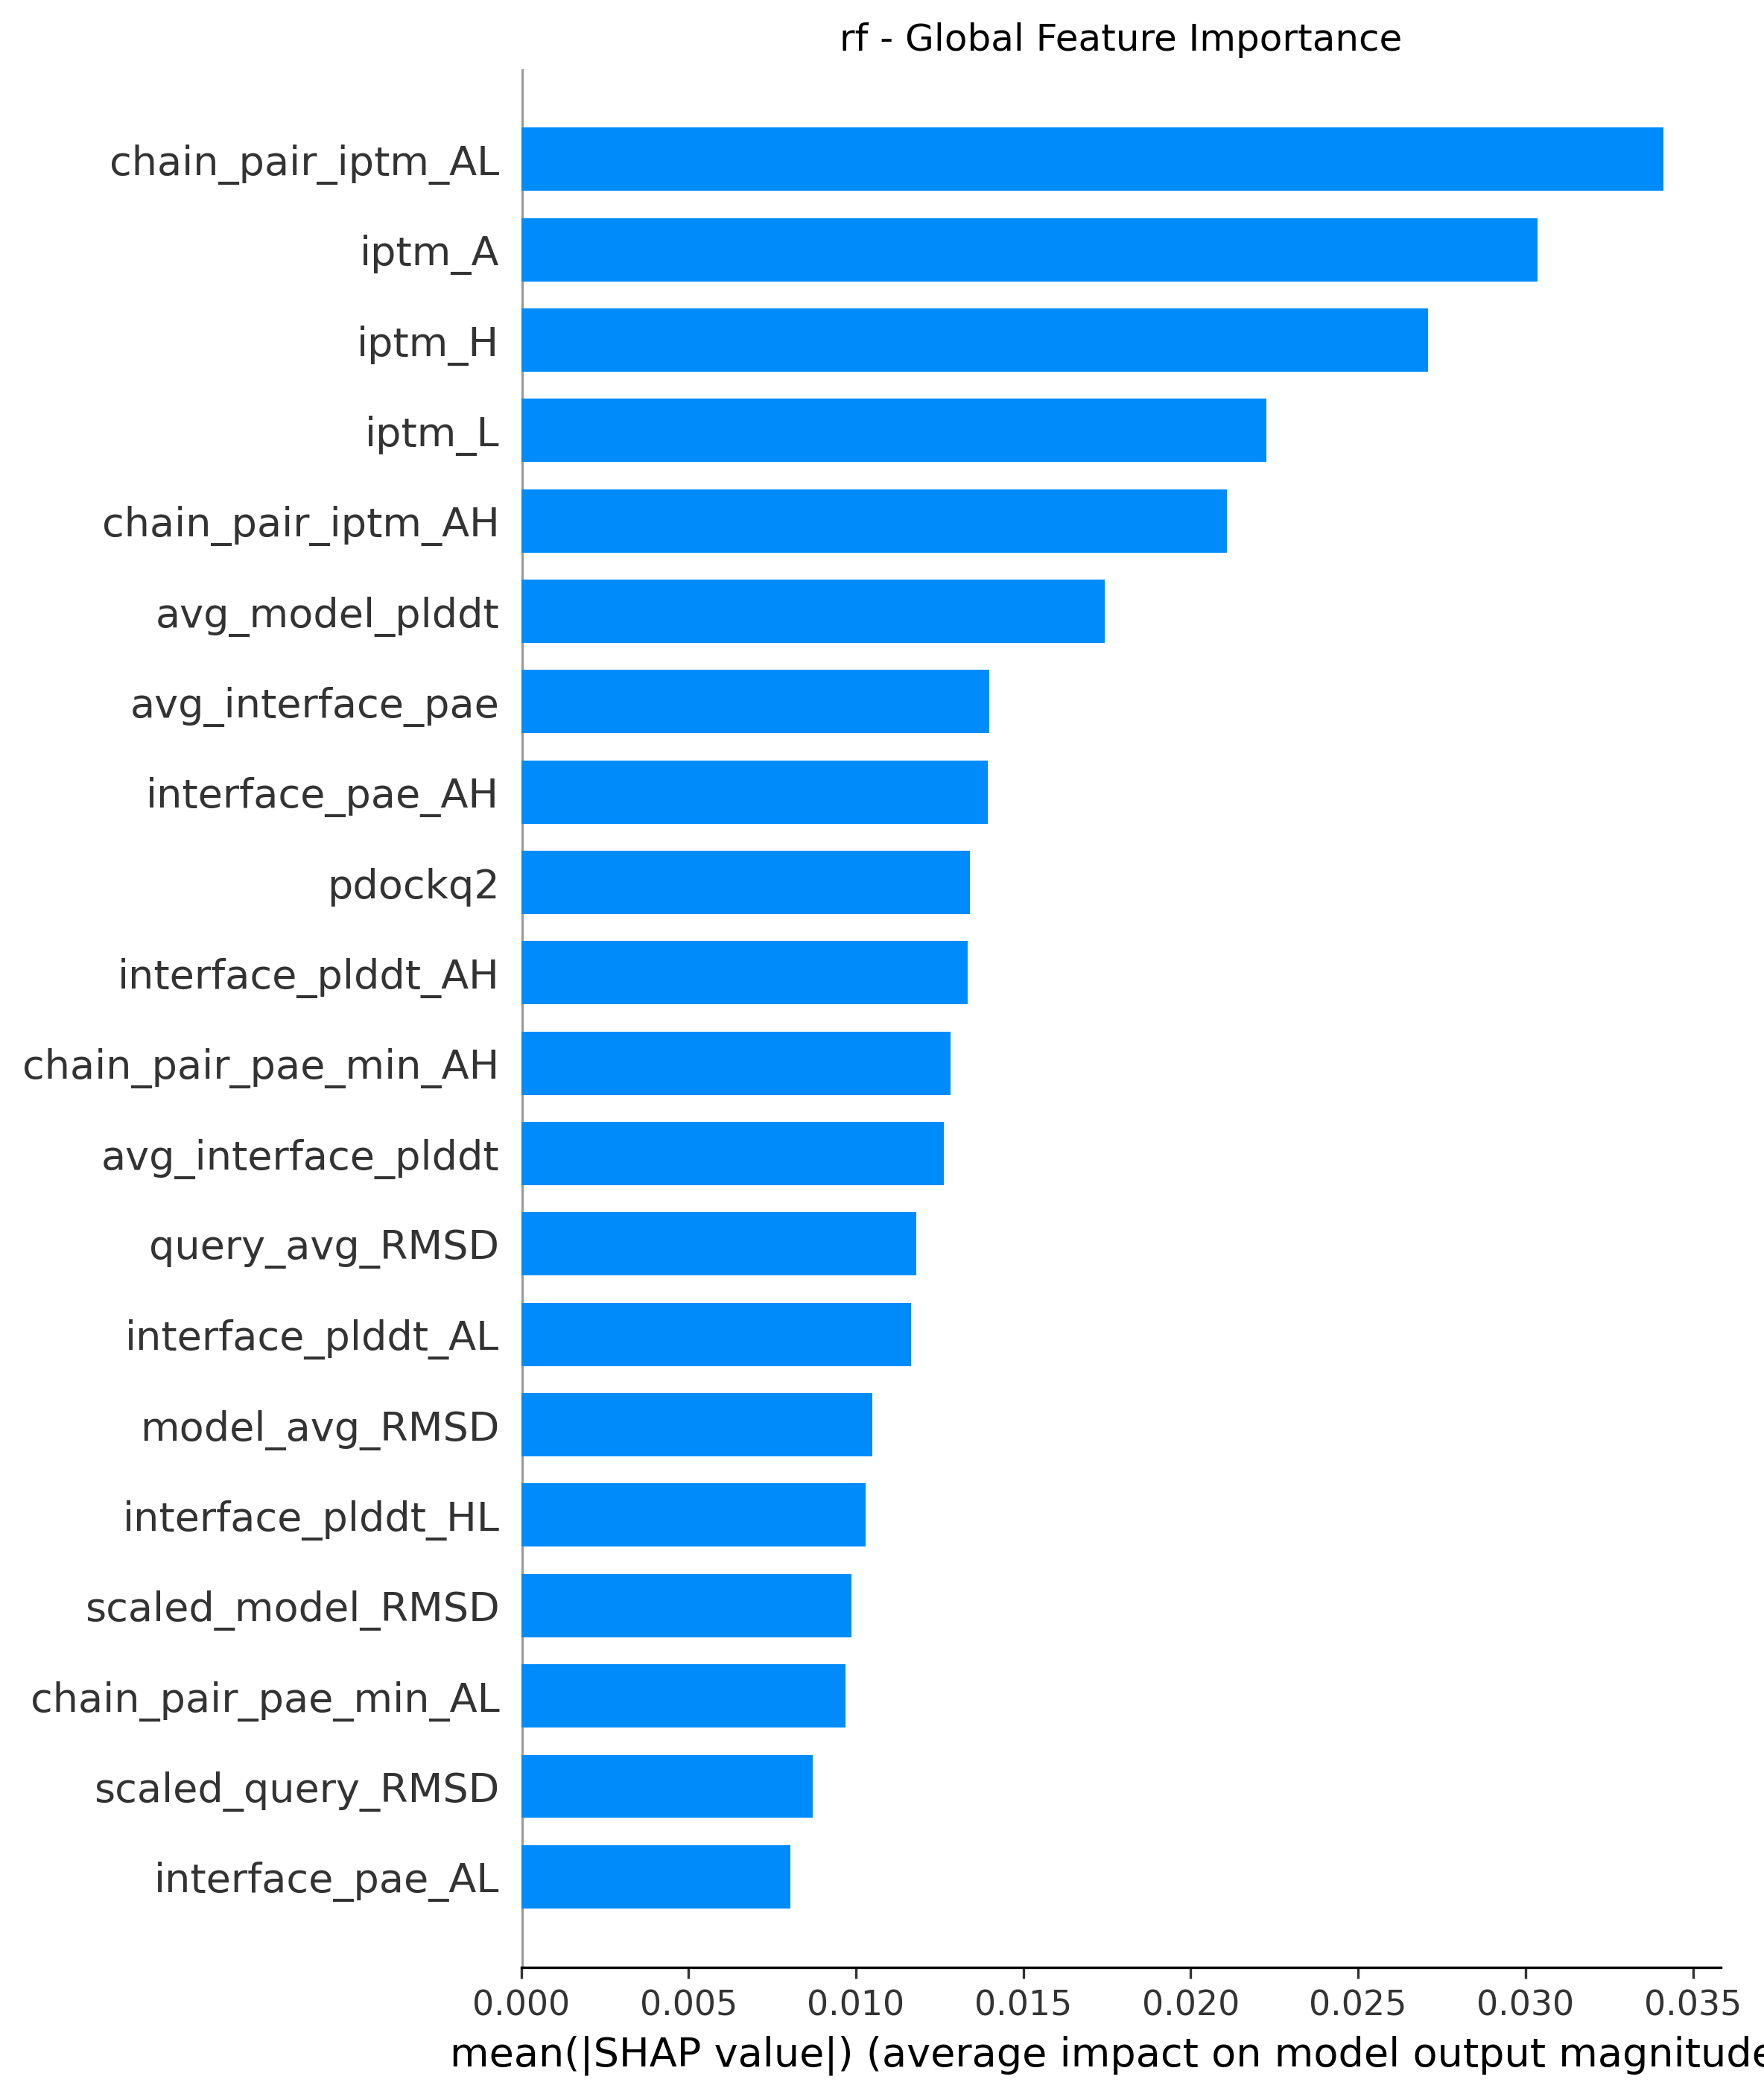 rf - Global Feature Importance
chain_pair_iptm_AL
iptm_A
iptm_H
iptm_L
chain_pair_iptm_AH
avg_model_plddt
avg_interface_pae
interface_pae_AH
pdockq2
interface_plddt_AH
chain_pair_pae_min_AH
avg_interface_plddt
query_avg_RMSD
interface_plddt_AL
model_avg_RMSD
interface_plddt_HL
scaled_model_RMSD
chain_pair_pae_min_AL
scaled_query_RMSD
interface_pae_AL
0.000 0.005 0.010 0.015 0.020 0.025 0.030 0.035
mean(|SHAP value|) (average impact on model output magnitude